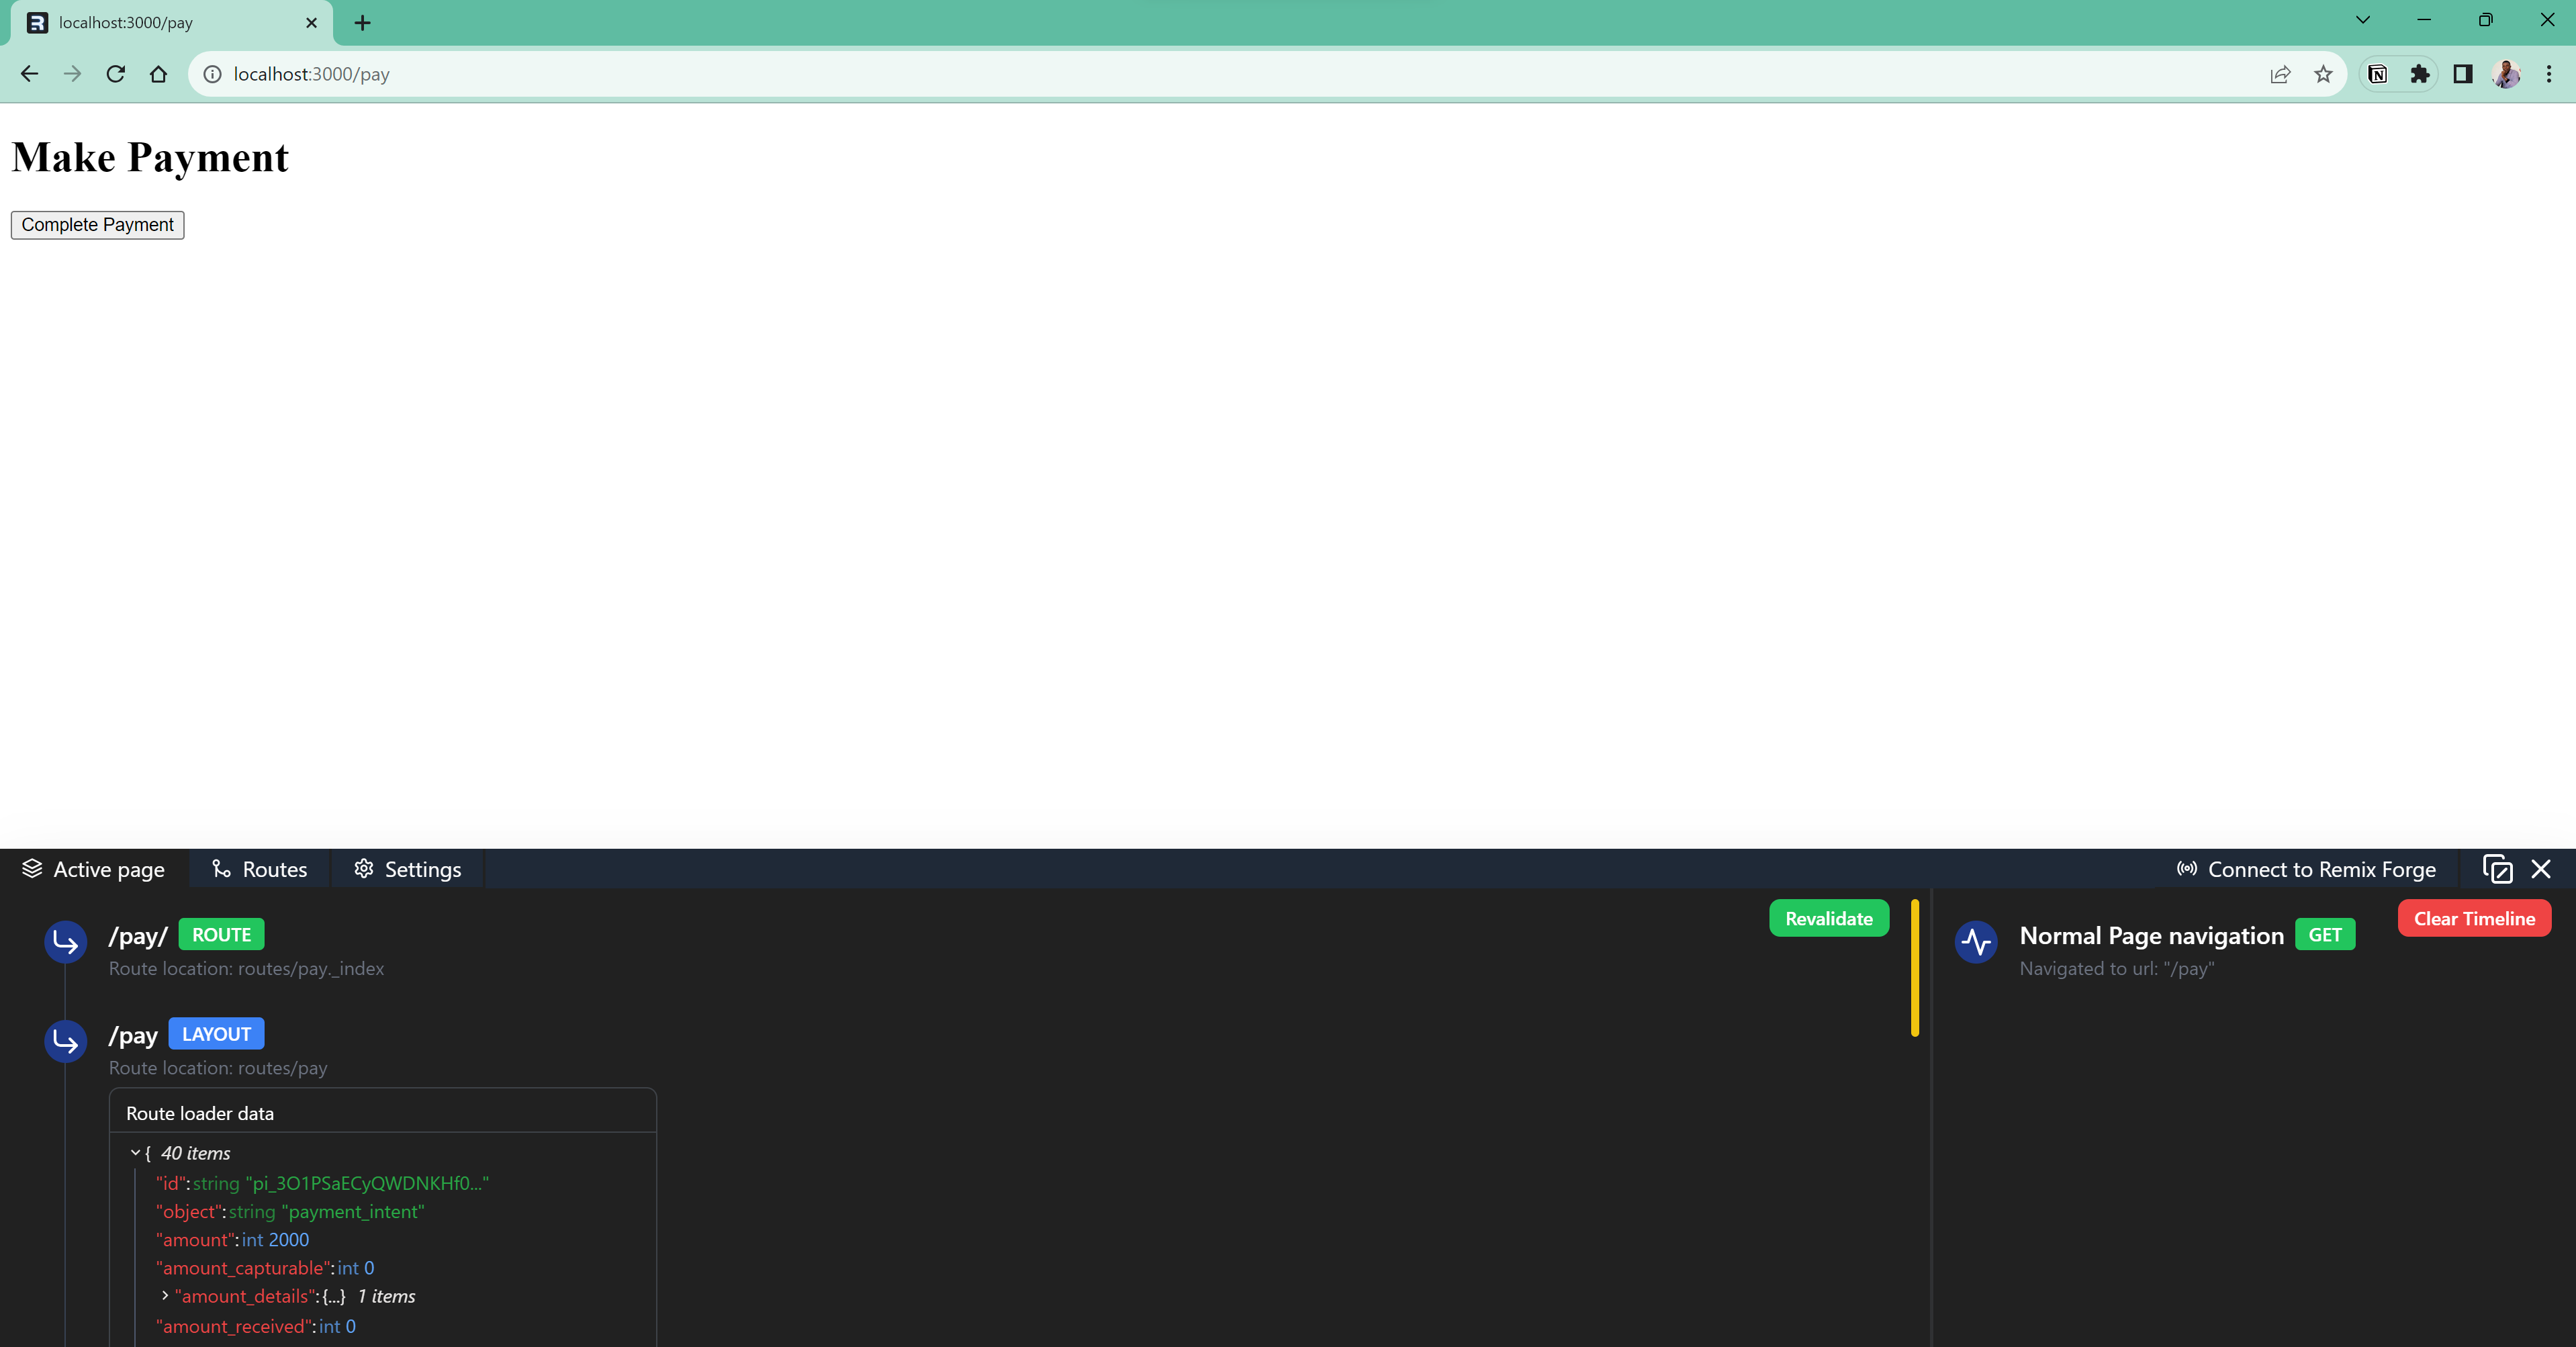 localhost:3000/pay
localhost:3000/pay
Make Payment
Complete Payment
Active page
Routes
Settings
Connect to Remix Forge
/pay/ ROUTE
Route location: routes/pay._index
Revalidate
/pay LAYOUT
Route location: routes/pay
Route loader data
{ 40 items
"id":string "pi_3O1PSaECyQWDNKHf0..."
"object":string "payment_intent"
"amount":int 2000
"amount_capturable":int 0
"amount_details":{...} 1 items
"amount_received":int 0
Normal Page navigation GET
Navigated to url: "/pay"
Clear Timeline